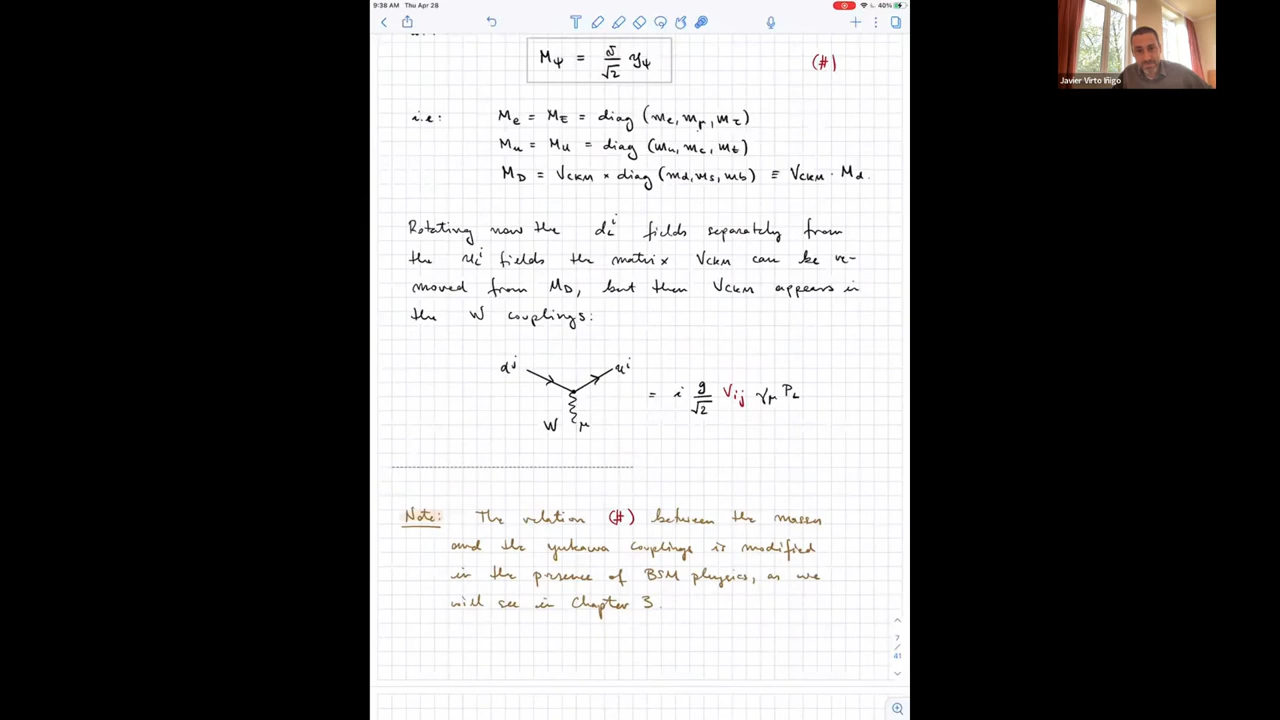 9:38 AM Thu Apr 28
40%
M_ψ = v/√2 y_ψ (#)
i.e: M_e = M_E = diag (m_e, m_μ, m_τ)
M_u = M_U = diag (m_u, m_c, m_t)
M_D = V_CKM × diag (m_d, m_s, m_b) ≡ V_CKM · M_d.
Rotating now the d_L^i fields separately from
the u_L^i fields the matrix V_CKM can be re-
moved from M_D, but then V_CKM appears in
the W couplings:
d^j u^i
= i g/√2 V_ij γ_μ P_L
W μ
Note: The relation (#) between the masses
and the yukawa couplings is modified
in the presence of BSM physics, as we
will see in Chapter 3.
7
/
41
Javier Virto Iñigo